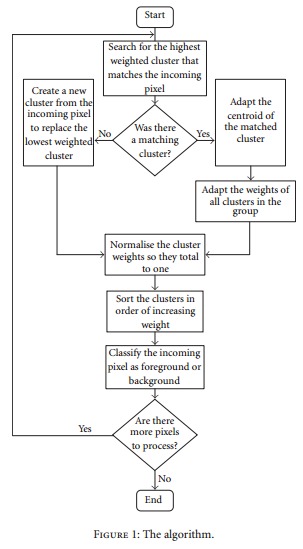 Start
Search for the highest
weighted cluster that
matches the incoming
pixel
Create a new
cluster from the
incoming pixel
to replace the
lowest weighted
cluster
No
Was there
a matching
cluster?
Yes
Adapt the
centroid of
the matched
cluster
Adapt the weights of
all clusters in the
group
Normalise the cluster
weights so they total
to one
Sort the clusters in
order of increasing
weight
Classify the incoming
pixel as foreground or
background
Yes
Are there
more pixels
to process?
No
End
FIGURE 1: The algorithm.